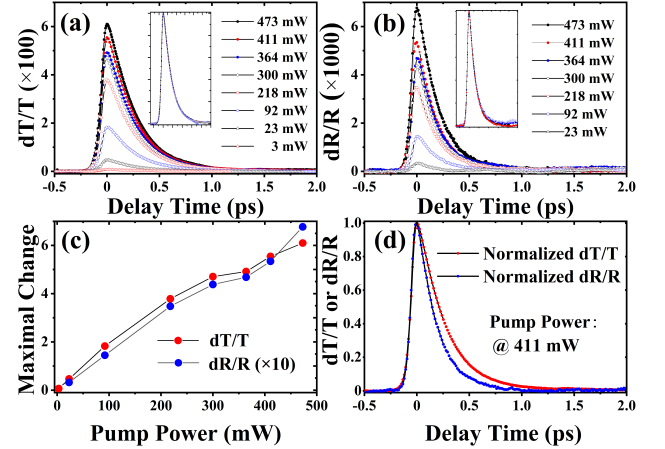 (a)
473 mW
411 mW
364 mW
300 mW
218 mW
92 mW
23 mW
3 mW
dT/T (×100)
6
4
2
0
-0.5 0.0 0.5 1.0 1.5 2.0
Delay Time (ps)
(b)
473 mW
411 mW
364 mW
300 mW
218 mW
92 mW
23 mW
dR/R (×1000)
6
4
2
0
-0.5 0.0 0.5 1.0 1.5 2.0
Delay Time (ps)
(c)
dT/T
dR/R (×10)
Maximal Change
6
4
2
0
0 100 200 300 400 500
Pump Power (mW)
(d)
Normalized dT/T
Normalized dR/R
Pump Power:
@ 411 mW
dT/T or dR/R
1.0
0.8
0.6
0.4
0.2
0.0
-0.5 0.0 0.5 1.0 1.5 2.0
Delay Time (ps)